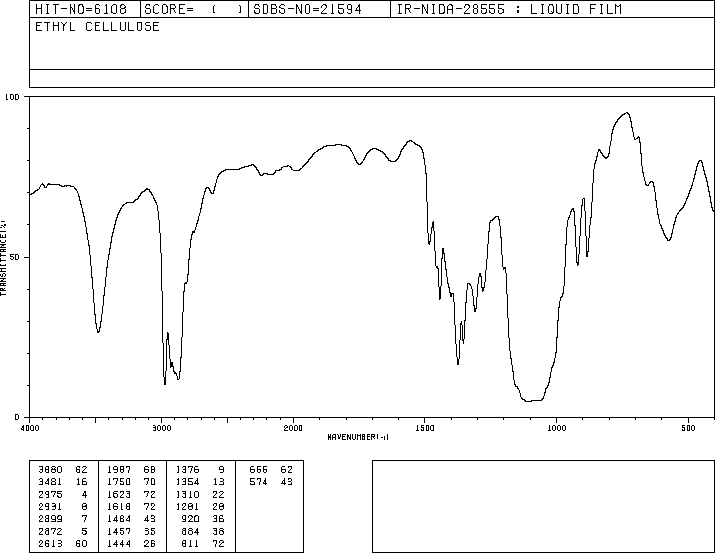 HIT-NO=6108 SCORE= ( ) SDBS-NO=21594 IR-NIDA-28555 : LIQUID FILM
ETHYL CELLULOSE
100
50
0
TRANSMITTANCE(%)
4000 3000 2000 1500 1000 500
WAVENUMBER(-1)
3880 62 1987 68 1376 9 666 62
3481 16 1750 70 1354 13 574 43
2975 4 1623 72 1310 22
2931 8 1618 72 1281 28
2899 7 1484 43 920 36
2872 5 1457 35 884 38
2613 60 1444 26 811 72